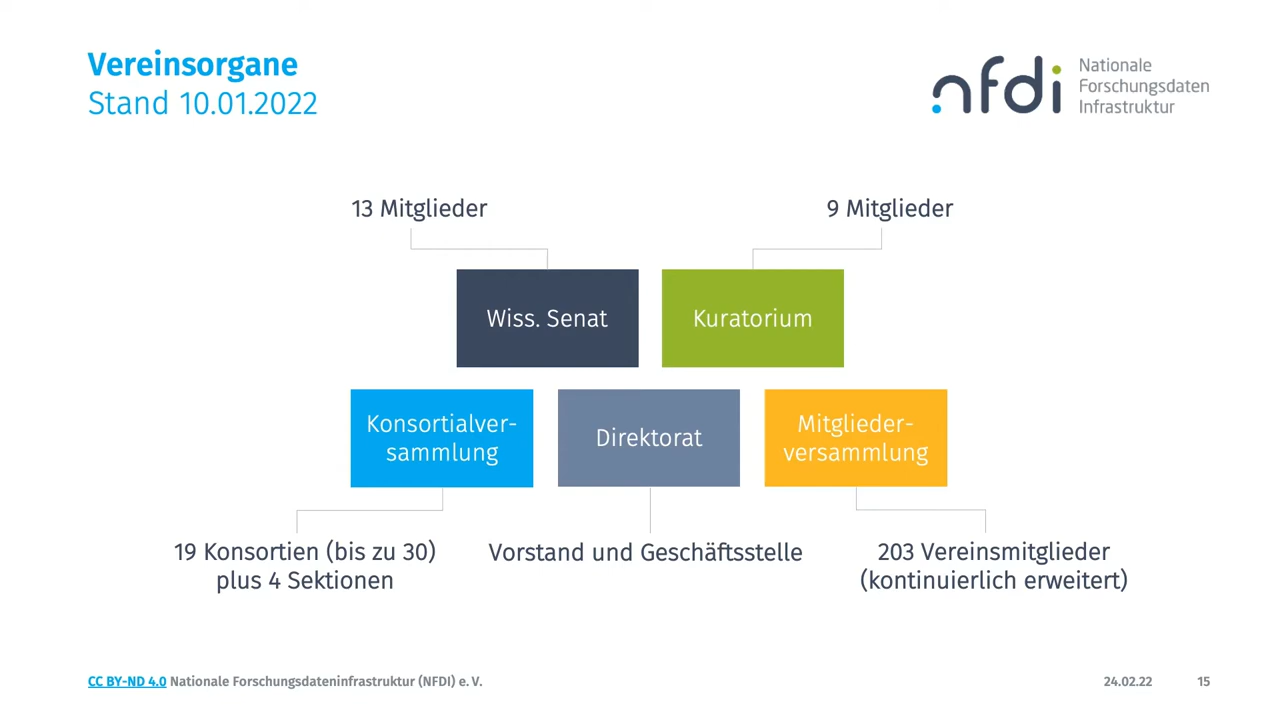 Vereinsorgane
Stand 10.01.2022
nfdi
Nationale
Forschungsdaten
Infrastruktur
13 Mitglieder
9 Mitglieder
Wiss. Senat
Kuratorium
Konsortialver-
sammlung
Direktorat
Mitglieder-
versammlung
19 Konsortien (bis zu 30)
plus 4 Sektionen
Vorstand und Geschäftsstelle
203 Vereinsmitglieder
(kontinuierlich erweitert)
CC BY-ND 4.0 Nationale Forschungsdateninfrastruktur (NFDI) e. V.
24.02.22
15